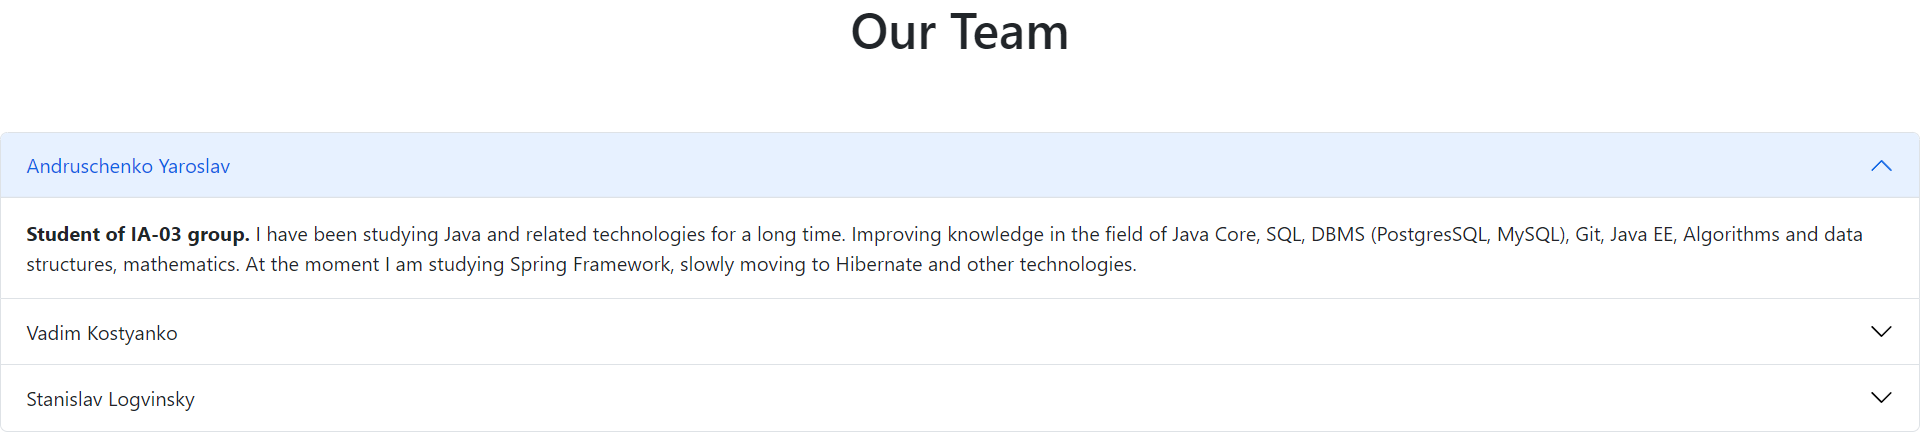 Our Team
Andruschenko Yaroslav
Student of IA-03 group. I have been studying Java and related technologies for a long time. Improving knowledge in the field of Java Core, SQL, DBMS (PostgresSQL, MySQL), Git, Java EE, Algorithms and data
structures, mathematics. At the moment I am studying Spring Framework, slowly moving to Hibernate and other technologies.
Vadim Kostyanko
Stanislav Logvinsky